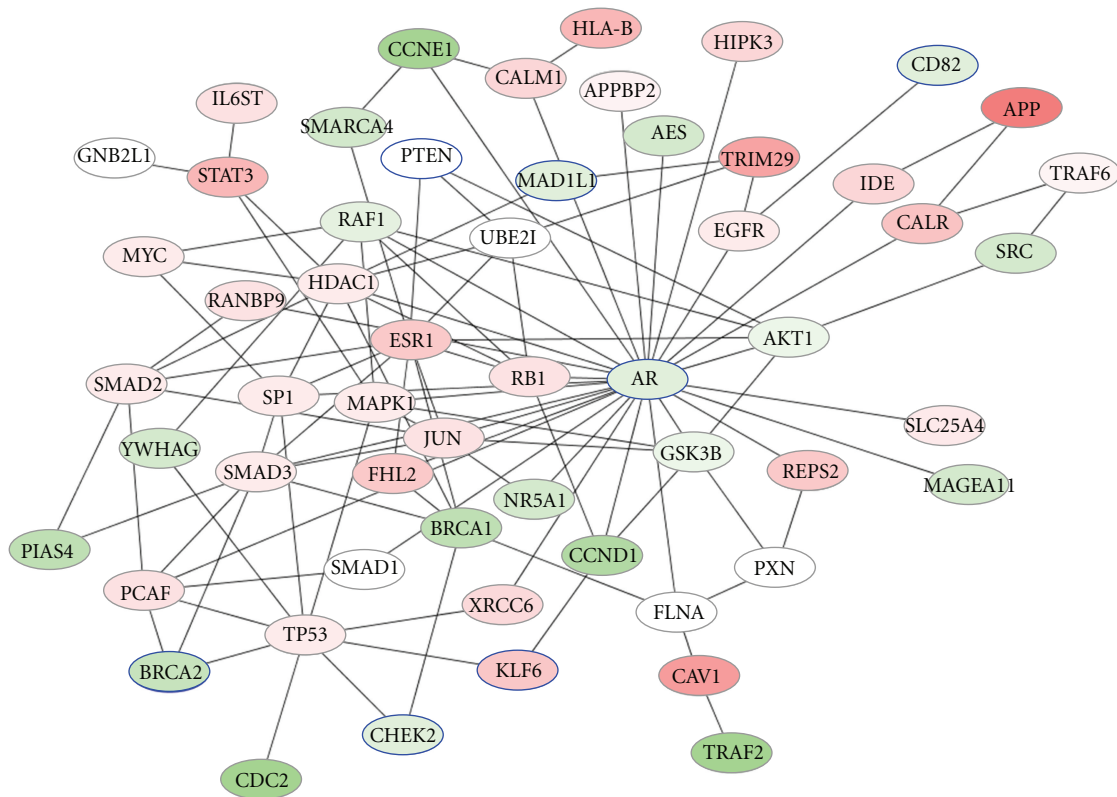 HLA-B
HIPK3
CCNE1
CD82
CALM1
APPBP2
IL6ST
APP
SMARCA4
AES
GNB2L1
PTEN
TRIM29
STAT3
MAD1L1
IDE
TRAF6
RAF1
CALR
UBE2I
EGFR
MYC
SRC
HDAC1
RANBP9
ESR1
AKT1
SMAD2
RB1
AR
SP1
MAPK1
SLC25A4
JUN
YWHAG
GSK3B
SMAD3
FHL2
REPS2
NR5A1
MAGEA11
BRCA1
PIAS4
CCND1
SMAD1
PXN
PCAF
XRCC6
FLNA
TP53
BRCA2
KLF6
CAV1
CHEK2
TRAF2
CDC2